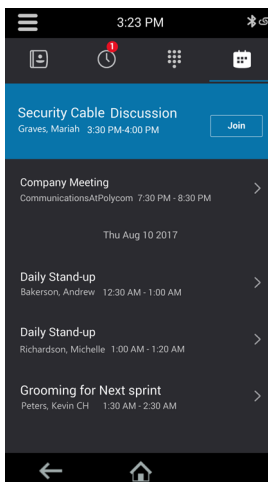 3:23 PM
1
Security Cable Discussion
Graves, Mariah 3:30 PM-4:00 PM
Join
Company Meeting
CommunicationsAtPolycom 7:30 PM - 8:30 PM
Thu Aug 10 2017
Daily Stand-up
Bakerson, Andrew 12:30 AM - 1:00 AM
Daily Stand-up
Richardson, Michelle 1:00 AM - 1:20 AM
Grooming for Next sprint
Peters, Kevin CH 1:30 AM - 2:30 AM